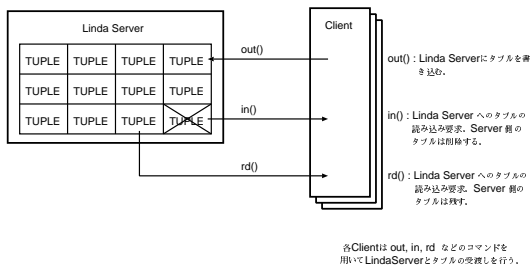 Linda Server
TUPLE TUPLE TUPLE TUPLE
TUPLE TUPLE TUPLE TUPLE
TUPLE TUPLE TUPLE TUPLE
out()
in()
rd()
Client
out() : Linda Serverにタプルを書
き込む。
in() : Linda Server へのタプルの
読み込み要求。Server 側の
タプルは削除する。
rd() : Linda Server へのタプルの
読み込み要求。Server 側の
タプルは残す。
各Clientは out, in, rd などのコマンドを
用いてLindaServerとタプルの受渡しを行う。